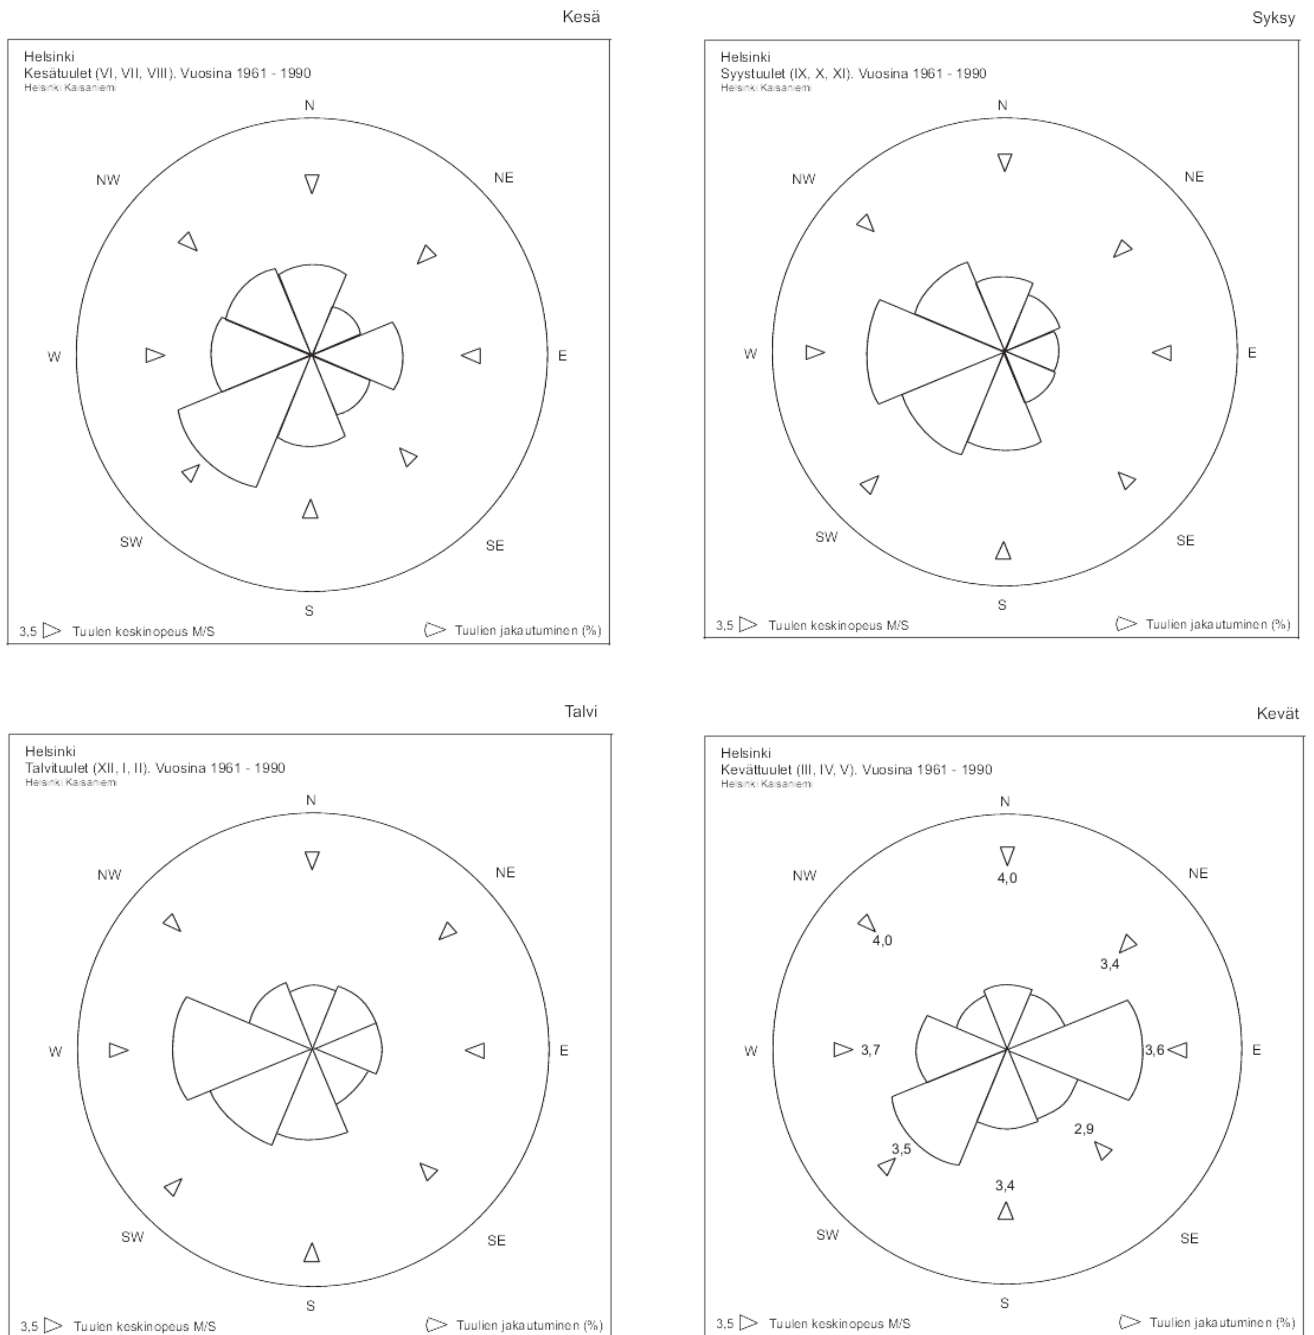 Kesä
Helsinki
Kesätuulet (VI, VII, VIII). Vuosina 1961 - 1990
Helsinki Kaisaniemi
N
NW
NE
W
E
SW
SE
S
3,5 Tuulen keskinopeus M/S
Tuulien jakautuminen (%)
Syksy
Helsinki
Syystuulet (IX, X, XI). Vuosina 1961 - 1990
Helsinki Kaisaniemi
N
NW
NE
W
E
SW
SE
S
3,5 Tuulen keskinopeus M/S
Tuulien jakautuminen (%)
Talvi
Helsinki
Talvituulet (XII, I, II). Vuosina 1961 - 1990
Helsinki Kaisaniemi
N
NW
NE
W
E
SW
SE
S
3,5 Tuulen keskinopeus M/S
Tuulien jakautuminen (%)
Kevät
Helsinki
Kevättuulet (III, IV, V). Vuosina 1961 - 1990
Helsinki Kaisaniemi
N
NW
NE
4,0
4,0
3,4
W
3,7
3,6
E
2,9
3,5
3,4
SW
SE
S
3,5 Tuulen keskinopeus M/S
Tuulien jakautuminen (%)